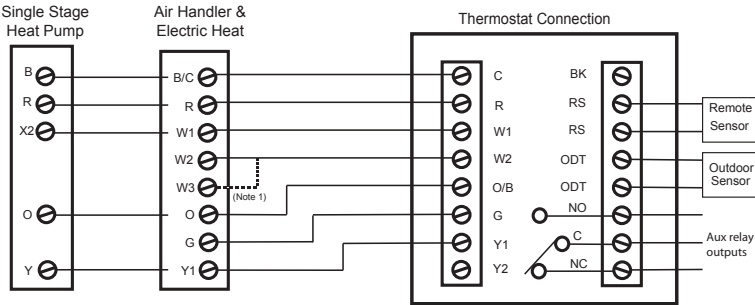 Single Stage
Heat Pump
Air Handler &
Electric Heat
Thermostat Connection
B
R
X2
O
Y
B/C
R
W1
W2
W3
(Note 1)
O
G
Y1
C
R
W1
W2
O/B
G
Y1
Y2
BK
RS
RS
ODT
ODT
NO
C
NC
Remote
Sensor
Outdoor
Sensor
Aux relay
outputs